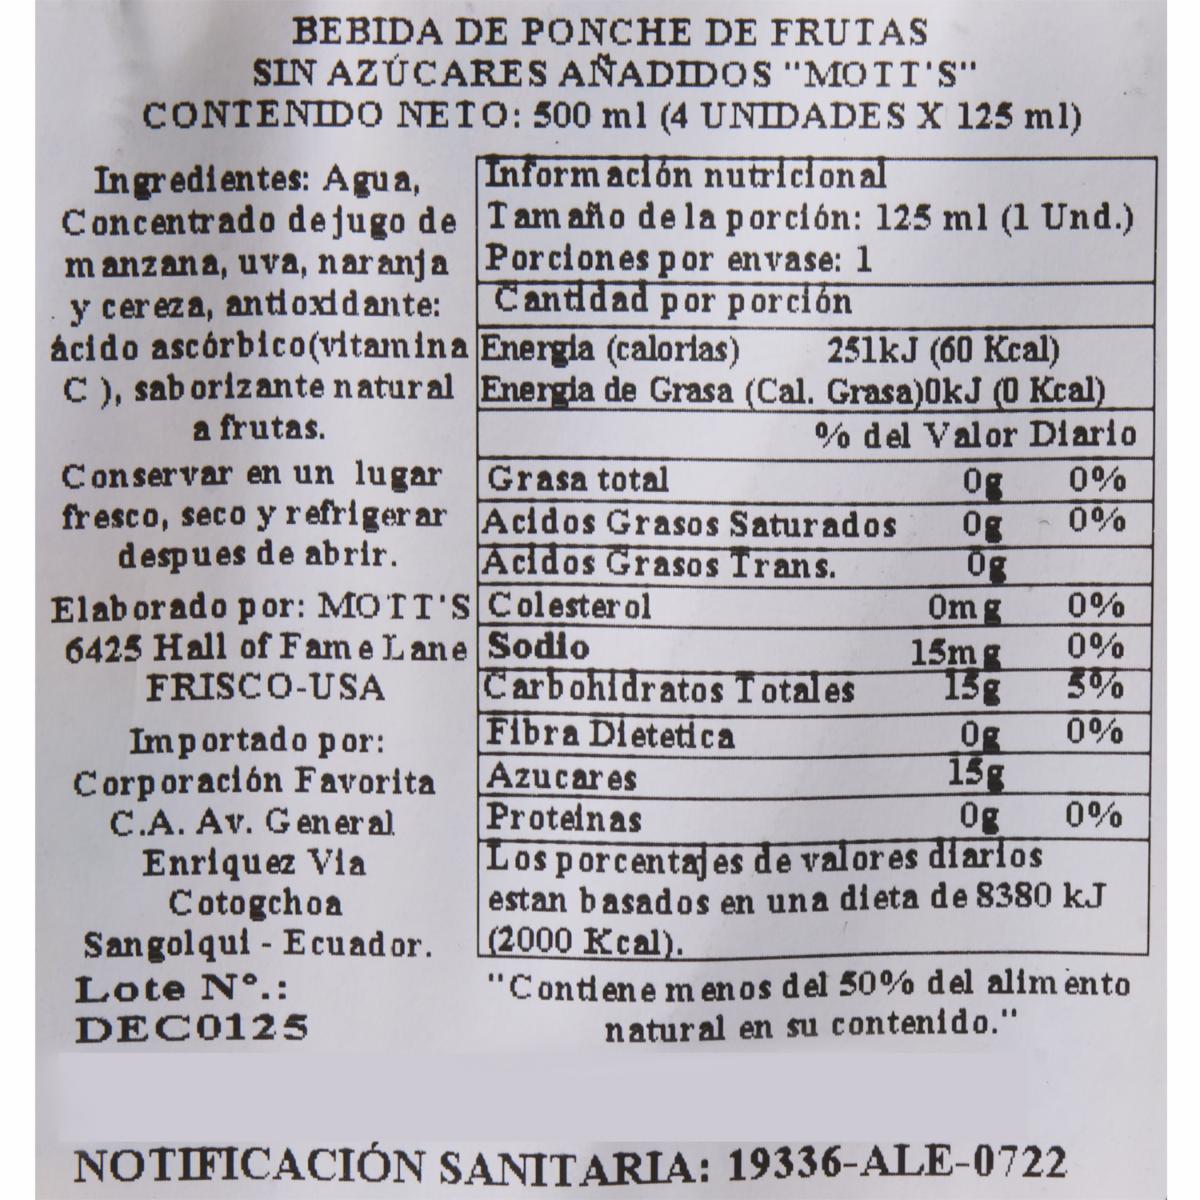 BEBIDA DE PONCHE DE FRUTAS
SIN AZÚCARES AÑADIDOS "MOTT'S"
CONTENIDO NETO: 500 ml (4 UNIDADES X 125 ml)
Ingredientes: Agua,
Concentrado de jugo de
manzana, uva, naranja
y cereza, antioxidante:
ácido ascórbico(vitamina
C ), saborizante natural
a frutas.
Conservar en un lugar
fresco, seco y refrigerar
despues de abrir.
Elaborado por: MOTT'S
6425 Hall of Fame Lane
FRISCO-USA
Importado por:
Corporación Favorita
C.A. Av. General
Enriquez Via
Cotogchoa
Sangolqui - Ecuador.
Lote N°.:
DEC0125
Información nutricional
Tamaño de la porción: 125 ml (1 Und.)
Porciones por envase: 1
Cantidad por porción
Energia (calorias) 251kJ (60 Kcal)
Energia de Grasa (Cal. Grasa)0kJ (0 Kcal)
% del Valor Diario
Grasa total 0g 0%
Acidos Grasos Saturados 0g 0%
Acidos Grasos Trans. 0g
Colesterol 0mg 0%
Sodio 15mg 0%
Carbohidratos Totales 15g 5%
Fibra Dietetica 0g 0%
Azucares 15g
Proteinas 0g 0%
Los porcentajes de valores diarios
estan basados en una dieta de 8380 kJ
(2000 Kcal).
"Contiene menos del 50% del alimento
natural en su contenido."
NOTIFICACIÓN SANITARIA: 19336-ALE-0722